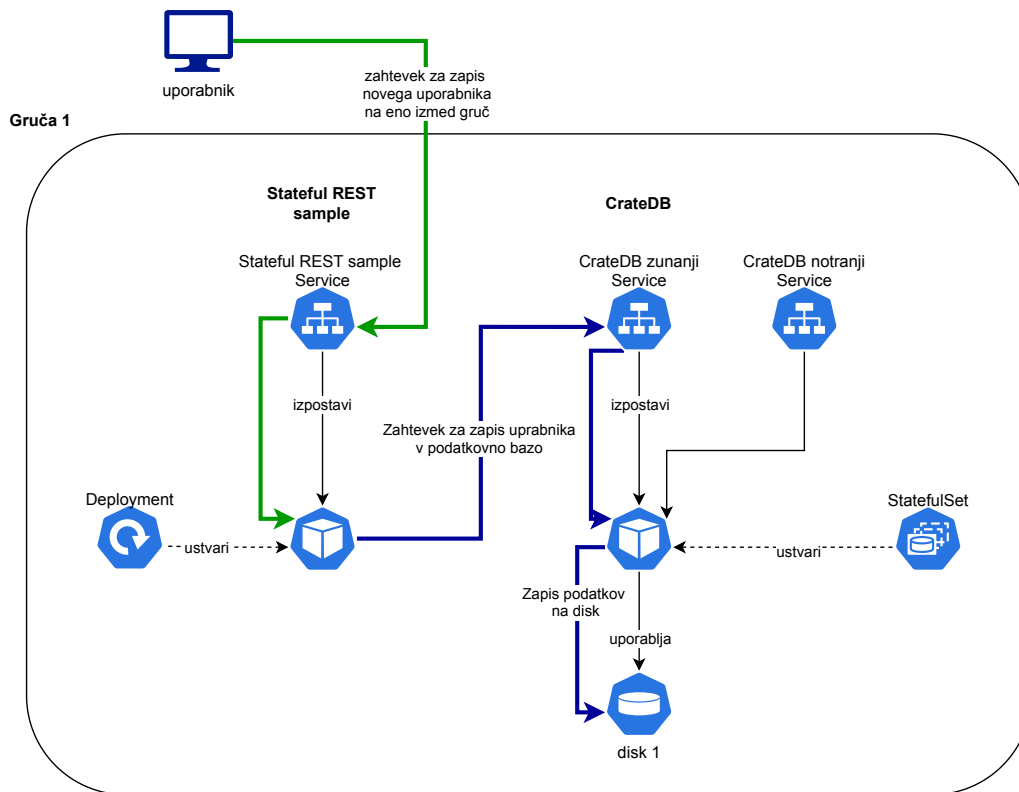 uporabnik
zahtevek za zapis
novega uporabnika
na eno izmed gruč
Gruča 1
Stateful REST
sample
CrateDB
Stateful REST sample
Service
CrateDB zunanji
Service
CrateDB notranji
Service
izpostavi
izpostavi
Zahtevek za zapis uprabnika
v podatkovno bazo
Deployment
StatefulSet
ustvari
ustvari
Zapis podatkov
na disk
uporablja
disk 1